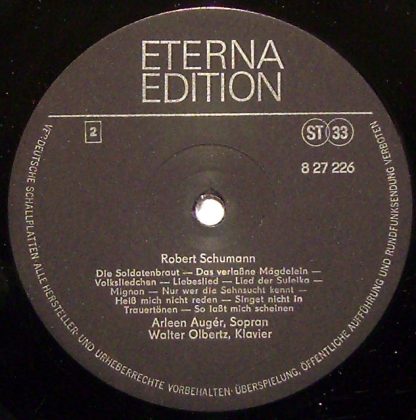 ETERNA
EDITION
2
ST 33
8 27 226
Robert Schumann
Die Soldatenbraut — Das verlaßne Mägdelein —
Volksliedchen — Liebeslied — Lied der Suleika —
Mignon — Nur wer die Sehnsucht kennt —
Heiß mich nicht reden — Singet nicht in
Trauertönen — So laßt mich scheinen
Arleen Augér, Sopran
Walter Olbertz, Klavier
VEB DEUTSCHE SCHALLPLATTEN ALLE HERSTELLER- UND URHEBERRECHTE VORBEHALTEN · ÜBERSPIELUNG, ÖFFENTLICHE AUFFÜHRUNG UND RUNDFUNKSENDUNG VERBOTEN